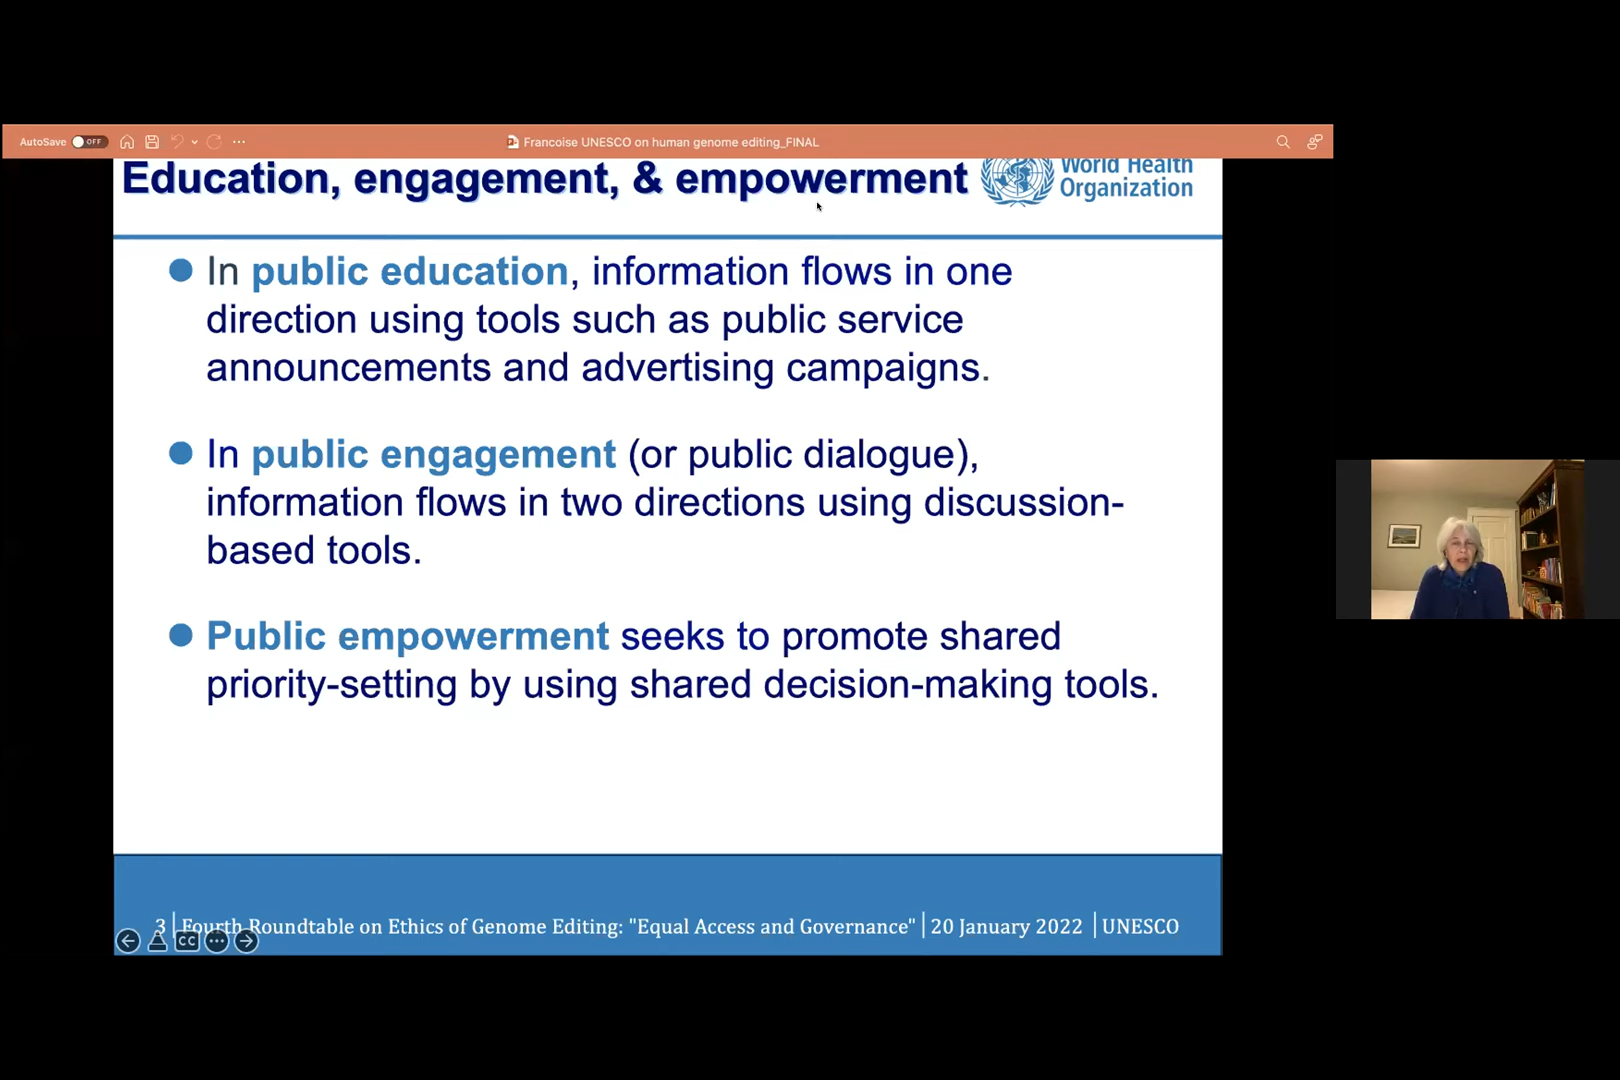 AutoSave OFF
Francoise UNESCO on human genome editing_FINAL
Education, engagement, & empowerment
World Health
Organization
In public education, information flows in one
direction using tools such as public service
announcements and advertising campaigns.
In public engagement (or public dialogue),
information flows in two directions using discussion-
based tools.
Public empowerment seeks to promote shared
priority-setting by using shared decision-making tools.
3 Fourth Roundtable on Ethics of Genome Editing: "Equal Access and Governance" 20 January 2022 UNESCO
CC